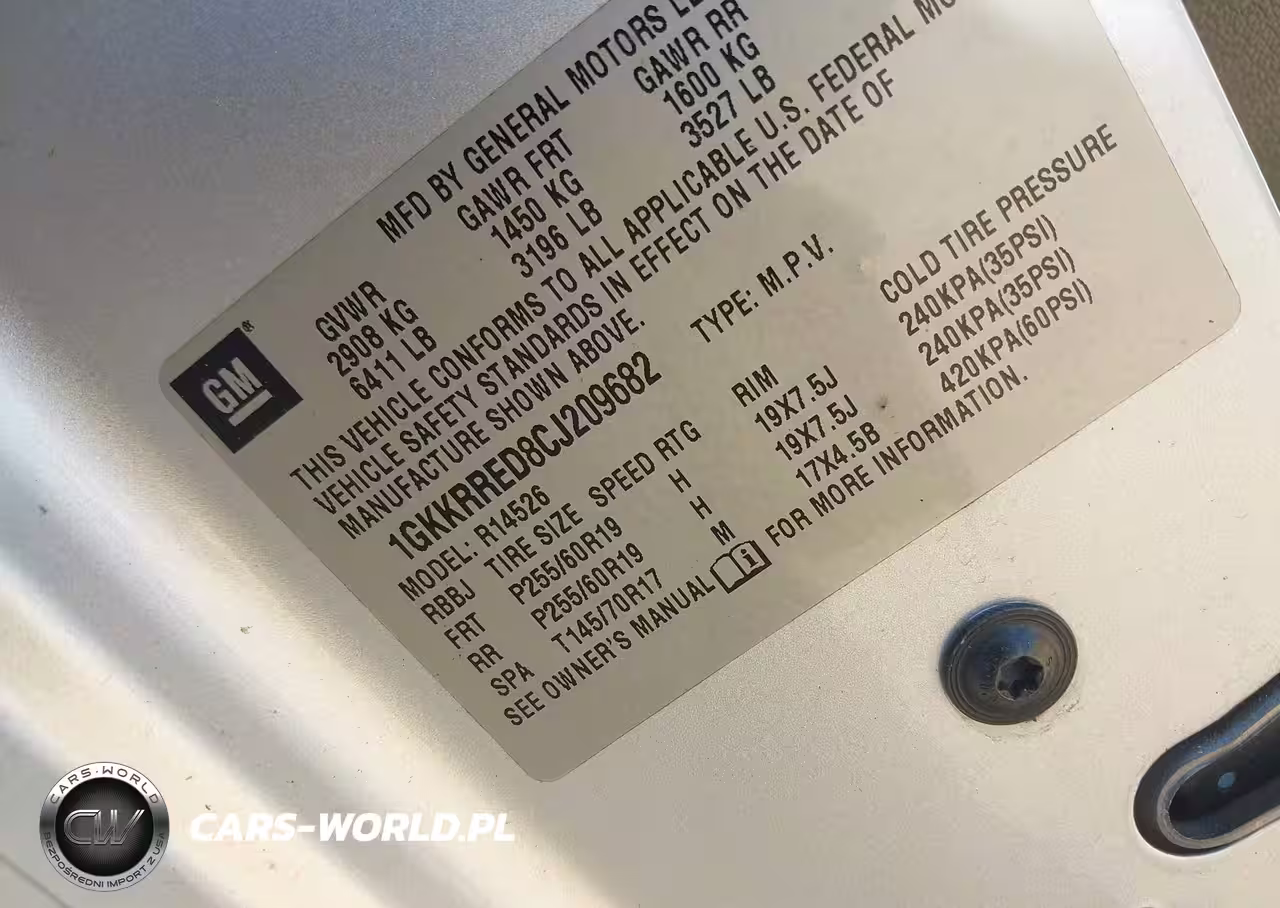 MFD BY GENERAL MOTORS
GVWR GAWR FRT GAWR RR
2908 KG 1450 KG 1600 KG
6411 LB 3196 LB 3527 LB
THIS VEHICLE CONFORMS TO ALL APPLICABLE U.S. FEDERAL
VEHICLE SAFETY STANDARDS IN EFFECT ON THE DATE OF
MANUFACTURE SHOWN ABOVE.
1GKKRRED8CJ209682 TYPE: M.P.V.
MODEL: R14526
RBBJ TIRE SIZE SPEED RTG RIM COLD TIRE PRESSURE
FRT P255/60R19 H 19X7.5J 240KPA(35PSI)
RR P255/60R19 H 19X7.5J 240KPA(35PSI)
SPA T145/70R17 M 17X4.5B 420KPA(60PSI)
SEE OWNER'S MANUAL FOR MORE INFORMATION.
GM
CARS-WORLD
CW
BEZPOŚREDNI IMPORT Z USA
CARS-WORLD.PL